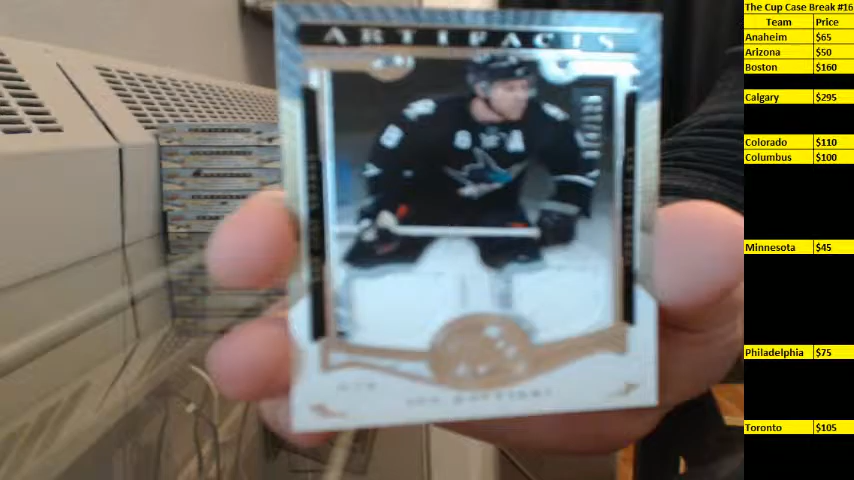 The Cup Case Break #16
Team Price
Anaheim $65
Arizona $50
Boston $160
Calgary $295
Colorado $110
Columbus $100
Minnesota $45
Philadelphia $75
Toronto $105
ARTIFACTS